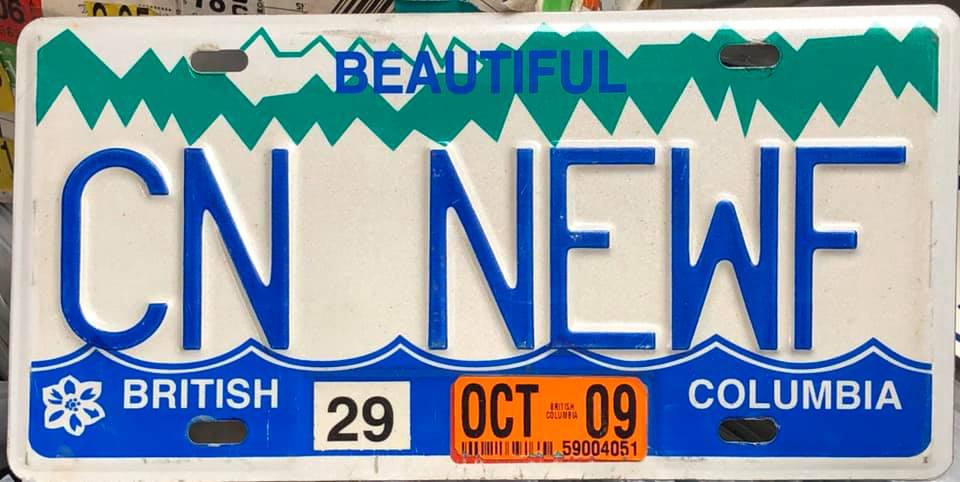 BEAUTIFUL
CN NEWF
BRITISH 29 OCT BRITISH COLUMBIA 09 COLUMBIA
59004051